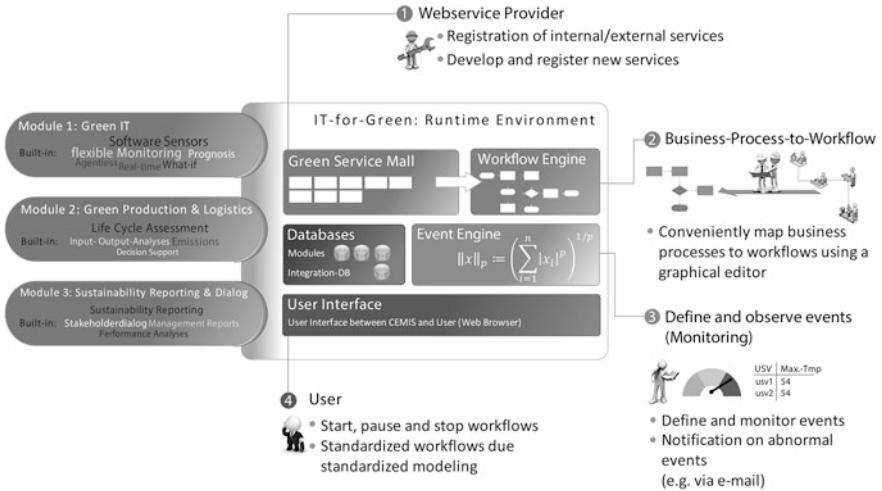 1 Webservice Provider
• Registration of internal/external services
• Develop and register new services
Module 1: Green IT
Software Sensors
Built-in: flexible Monitoring Prognosis
Agentless Real-time What-if
Module 2: Green Production & Logistics
Life Cycle Assessment
Built-in: Input- Output-Analyses Emissions
Decision Support
Module 3: Sustainability Reporting & Dialog
Sustainability Reporting
Built-in: Stakeholderdialog Management Reports
Performance Analyses
IT-for-Green: Runtime Environment
Green Service Mall
Workflow Engine
Databases
Modules
Integration-DB
Event Engine
‖x‖p := (∑ i=1 n |xi|^p)^1/p
User Interface
User Interface between CEMIS and User (Web Browser)
2 Business-Process-to-Workflow
• Conveniently map business
processes to workflows using a
graphical editor
3 Define and observe events
(Monitoring)
USV Max.-Tmp
usv1 54
usv2 54
• Define and monitor events
• Notification on abnormal
events
(e.g. via e-mail)
4 User
• Start, pause and stop workflows
• Standardized workflows due
standardized modeling